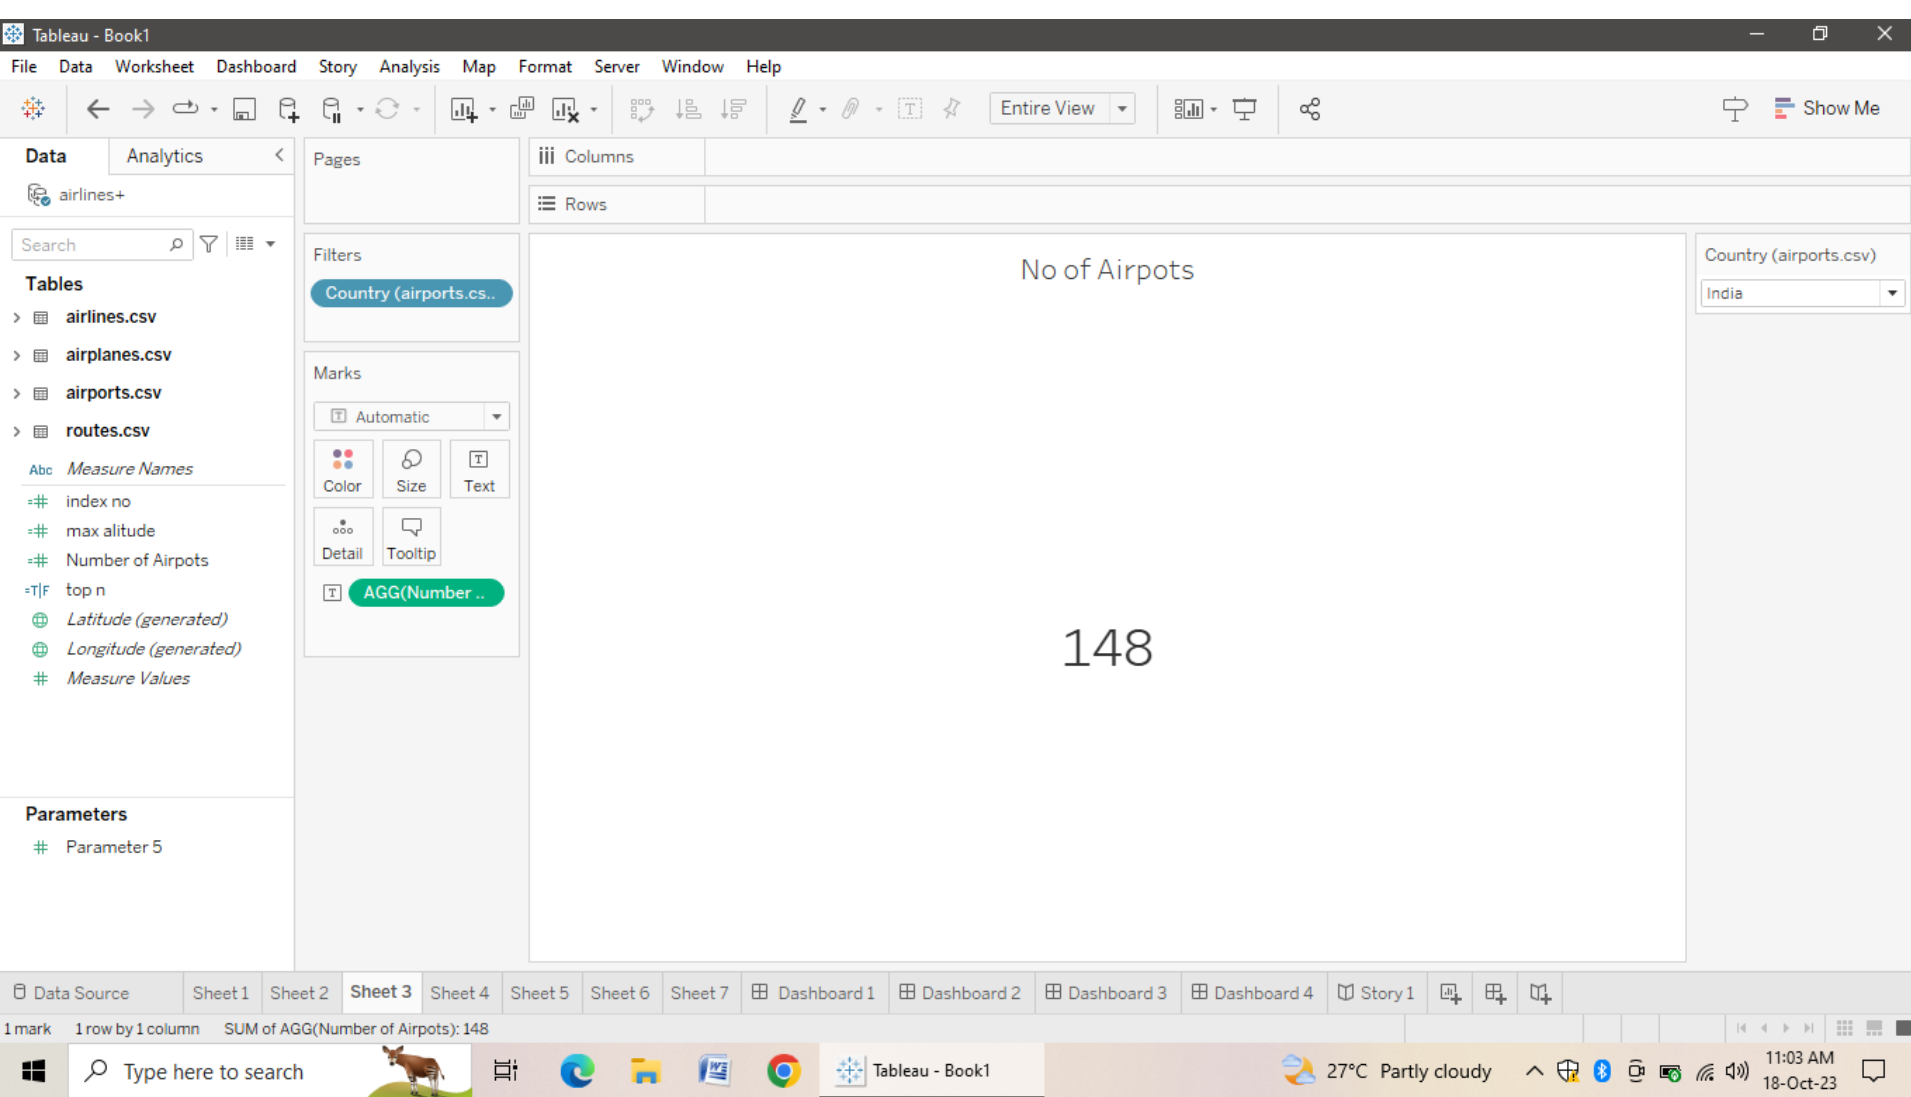 Tableau - Book1
File Data Worksheet Dashboard Story Analysis Map Format Server Window Help
Entire View
Show Me
Data Analytics
airlines+
Search
Tables
airlines.csv
airplanes.csv
airports.csv
routes.csv
Abc Measure Names
=# index no
=# max alitude
=# Number of Airpots
=T|F top n
Latitude (generated)
Longitude (generated)
# Measure Values
Parameters
# Parameter 5
Pages
Filters
Country (airports.cs..
Marks
T Automatic
Color Size T Text
Detail Tooltip
T AGG(Number ..
iii Columns
Rows
No of Airpots
148
Country (airports.csv)
India
Data Source Sheet 1 Sheet 2 Sheet 3 Sheet 4 Sheet 5 Sheet 6 Sheet 7 Dashboard 1 Dashboard 2 Dashboard 3 Dashboard 4 Story 1
1 mark 1 row by 1 column SUM of AGG(Number of Airpots): 148
Type here to search
Tableau - Book1
27°C Partly cloudy
11:03 AM
18-Oct-23